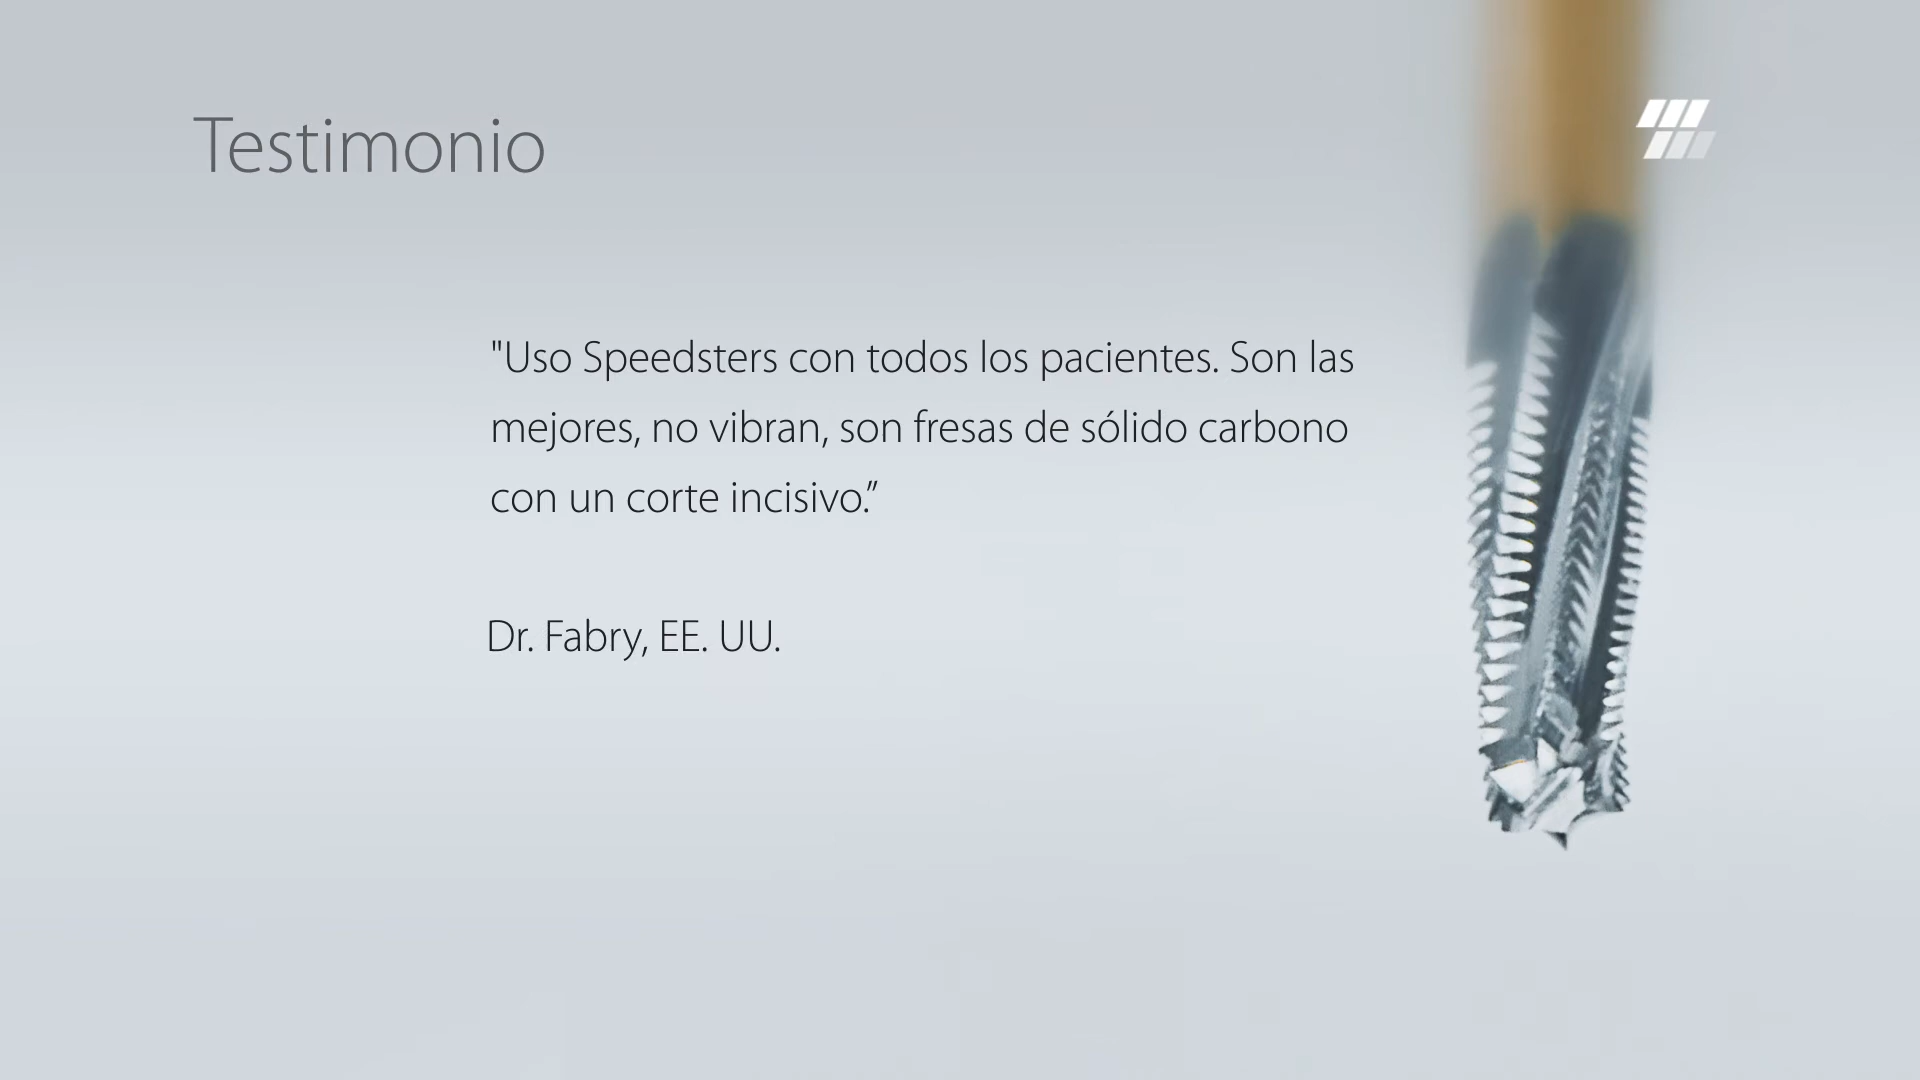 Testimonio
"Uso Speedsters con todos los pacientes. Son las
mejores, no vibran, son fresas de sólido carbono
con un corte incisivo.”
Dr. Fabry, EE. UU.